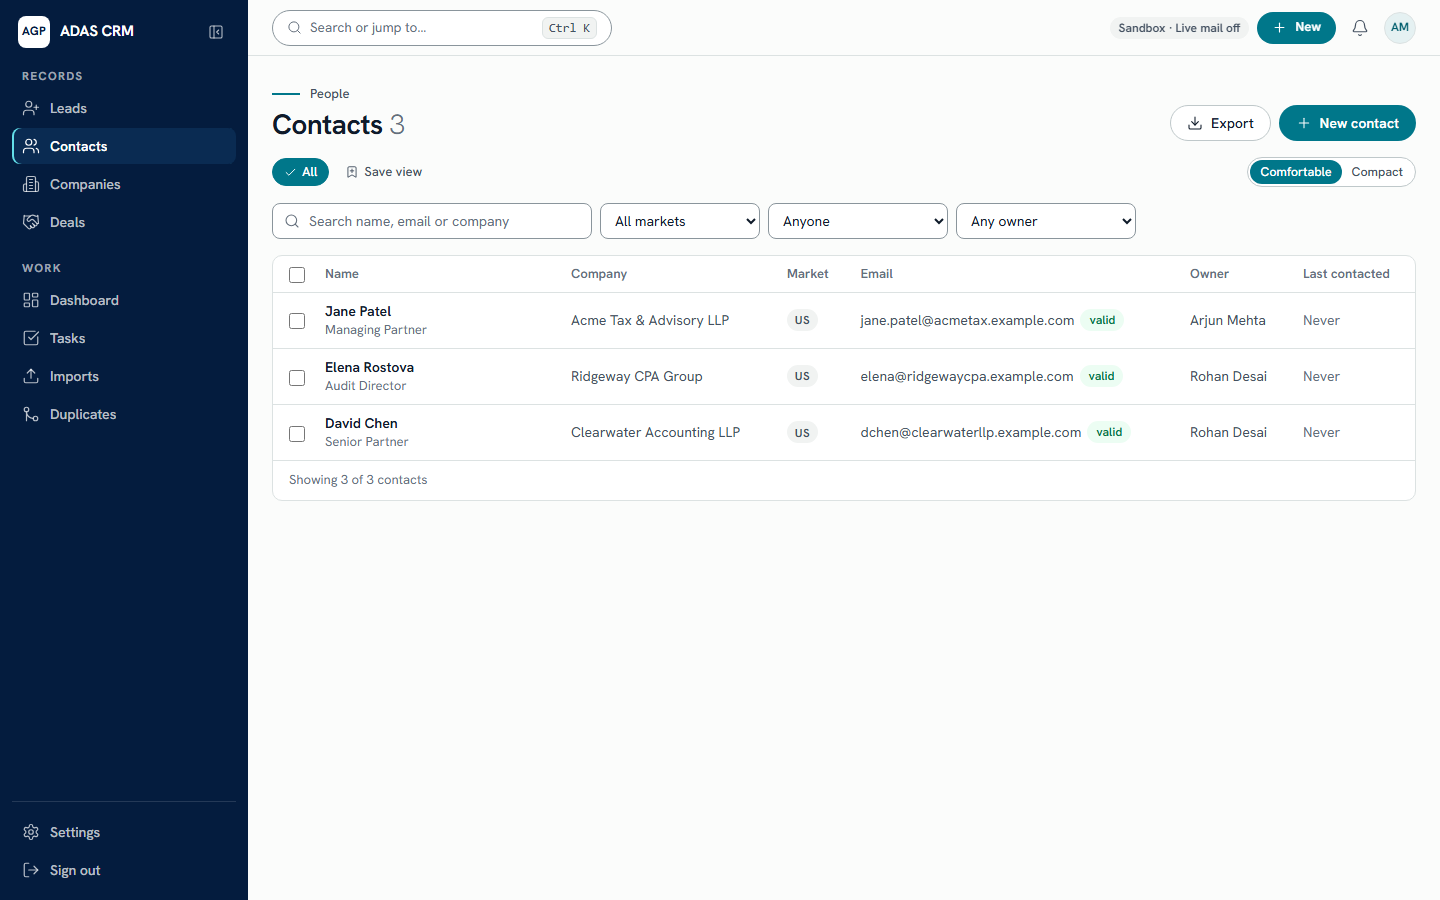 AGP ADAS CRM
RECORDS
Leads
Contacts
Companies
Deals
WORK
Dashboard
Tasks
Imports
Duplicates
Settings
Sign out
Search or jump to... Ctrl K Sandbox · Live mail off New AM
People
Contacts 3 Export New contact
All Save view Comfortable Compact
Search name, email or company All markets Anyone Any owner
Name Company Market Email Owner Last contacted
Jane Patel
Managing Partner Acme Tax & Advisory LLP US jane.patel@acmetax.example.com valid Arjun Mehta Never
Elena Rostova
Audit Director Ridgeway CPA Group US elena@ridgewaycpa.example.com valid Rohan Desai Never
David Chen
Senior Partner Clearwater Accounting LLP US dchen@clearwaterllp.example.com valid Rohan Desai Never
Showing 3 of 3 contacts